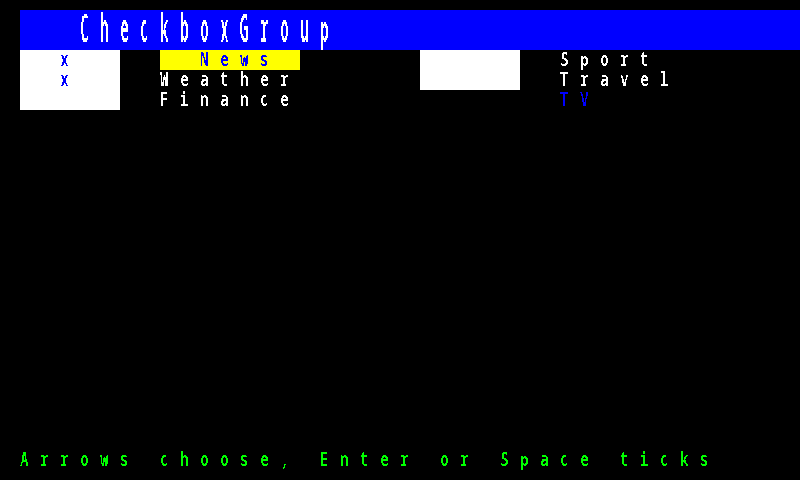 CheckboxGroup
x News Sport
x Weather Travel
Finance TV
Arrows choose, Enter or Space ticks